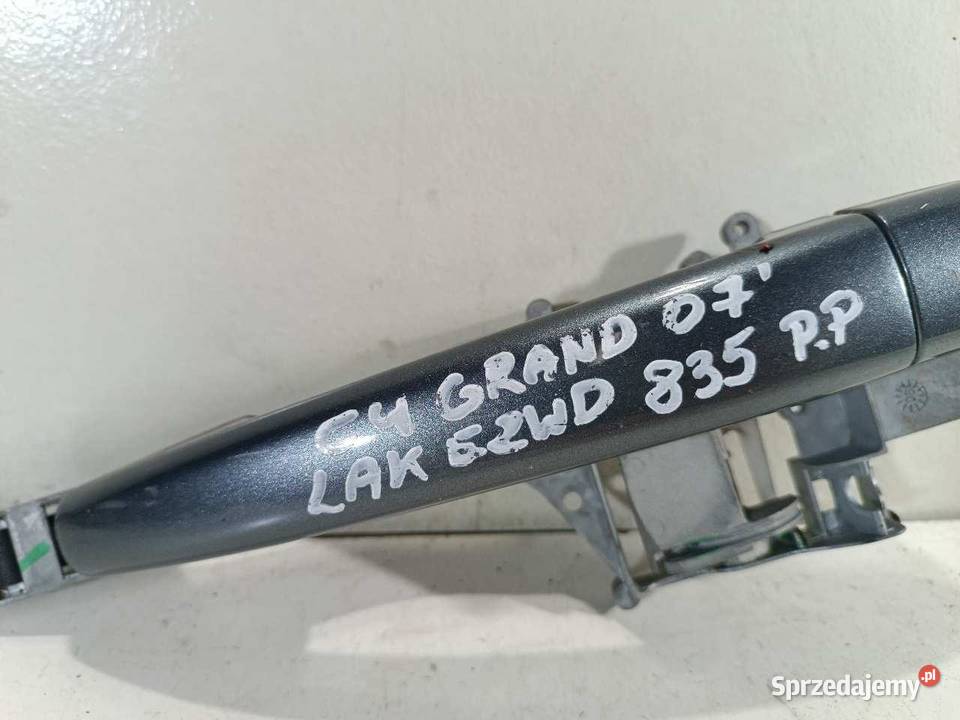 C4 GRAND 07'
LAK EZWD 835 P.P
Sprzedajemy.pl